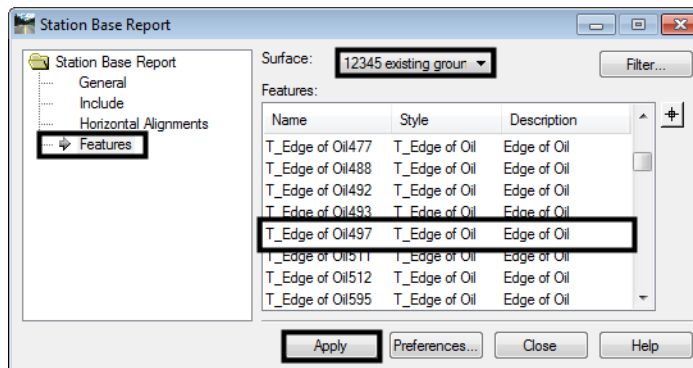 Station Base Report
Station Base Report
General
Include
Horizontal Alignments
Features
Surface:
12345 existing groun
Filter...
Features:
Name Style Description
T_Edge of Oil477 T_Edge of Oil Edge of Oil
T_Edge of Oil488 T_Edge of Oil Edge of Oil
T_Edge of Oil492 T_Edge of Oil Edge of Oil
T_Edge of Oil493 T_Edge of Oil Edge of Oil
T_Edge of Oil497 T_Edge of Oil Edge of Oil
T_Edge of Oil511 T_Edge of Oil Edge of Oil
T_Edge of Oil512 T_Edge of Oil Edge of Oil
T_Edge of Oil595 T_Edge of Oil Edge of Oil
Apply Preferences... Close Help